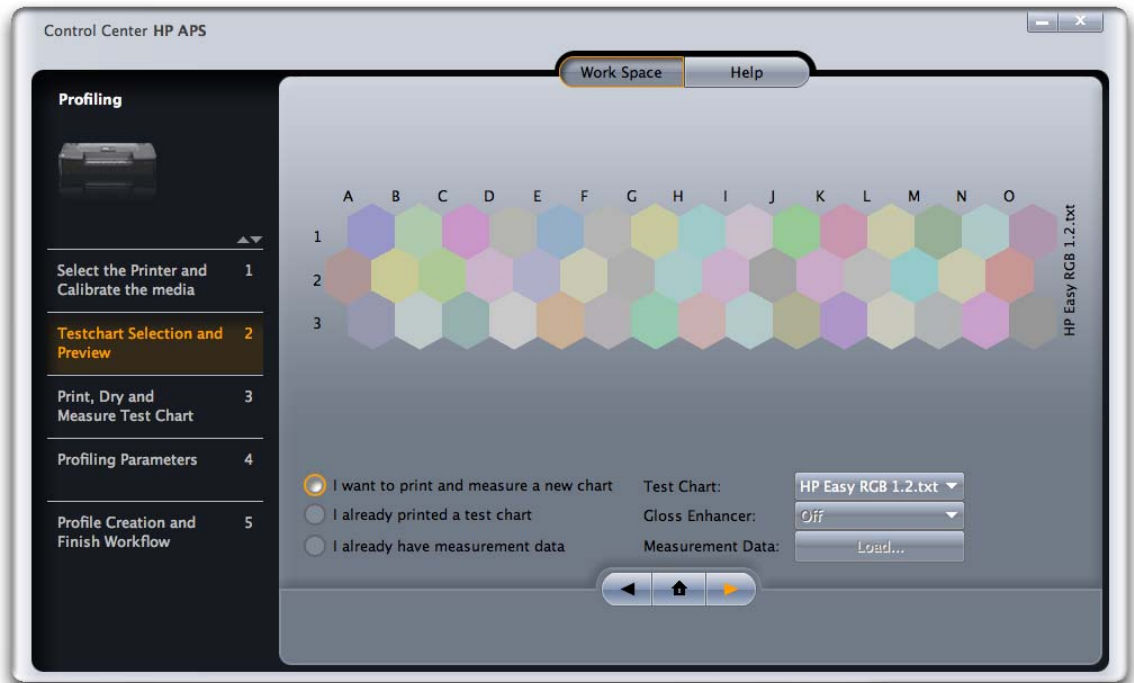 Control Center HP APS
Work Space
Help
Profiling
Select the Printer and 1
Calibrate the media
Testchart Selection and 2
Preview
Print, Dry and 3
Measure Test Chart
Profiling Parameters 4
Profile Creation and 5
Finish Workflow
A B C D E F G H I J K L M N O
1
2
3
HP Easy RGB 1.2.txt
I want to print and measure a new chart
I already printed a test chart
I already have measurement data
Test Chart: HP Easy RGB 1.2.txt
Gloss Enhancer: Off
Measurement Data: Load...